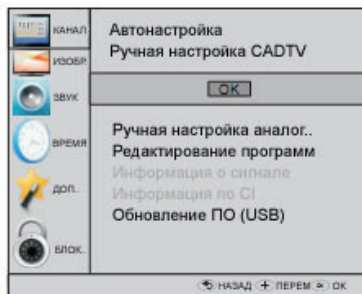 КАНАЛ
ИЗОБР.
ЗВУК
ВРЕМЯ
ДОП..
БЛОК..
Автонастройка
Ручная настройка CADTV
OK
Ручная настройка аналог..
Редактирование программ
Информация о сигнале
Информация по CI
Обновление ПО (USB)
НАЗАД ПЕРЕМ. OK